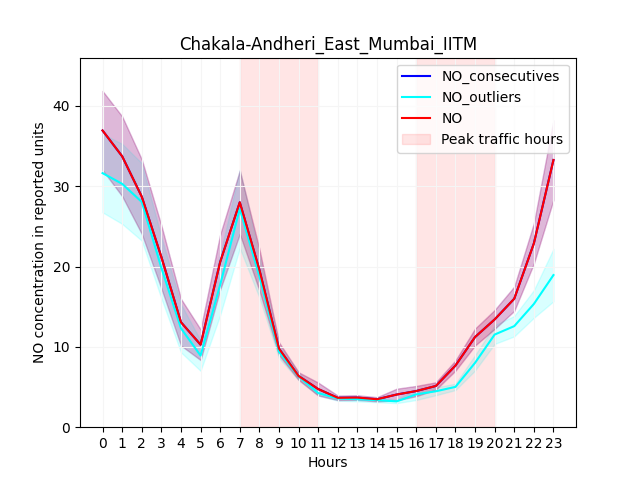 Chakala-Andheri_East_Mumbai_IITM
NO_consecutives
NO_outliers
NO
Peak traffic hours
NO concentration in reported units
40
30
20
10
0
0 1 2 3 4 5 6 7 8 9 10 11 12 13 14 15 16 17 18 19 20 21 22 23
Hours